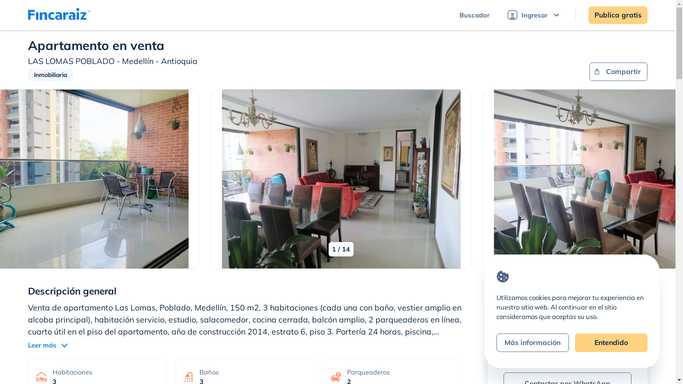 Fincaraiz
Buscador
Ingresar
Publica gratis
Apartamento en venta
LAS LOMAS POBLADO - Medellín - Antioquia
Inmobiliaria
Compartir
1 / 14
Descripción general
Venta de apartamento Las Lomas, Poblado, Medellín, 150 m2, 3 habitaciones (cada una con baño, vestier amplio en
alcoba principal), habitación servicio, estudio, salacomedor, cocina cerrada, balcón amplio, 2 parqueaderos en línea,
cuarto útil en el piso del apartamento, año de construcción 2014, estrato 6, piso 3. Portería 24 horas, piscina,...
Leer más
Habitaciones
3
Baños
3
Parqueaderos
2
Utilizamos cookies para mejorar tu experiencia en
nuestro sitio web. Al continuar en el sitio
consideramos que aceptas su uso.
Más información
Entendido
Contactar por WhatsApp